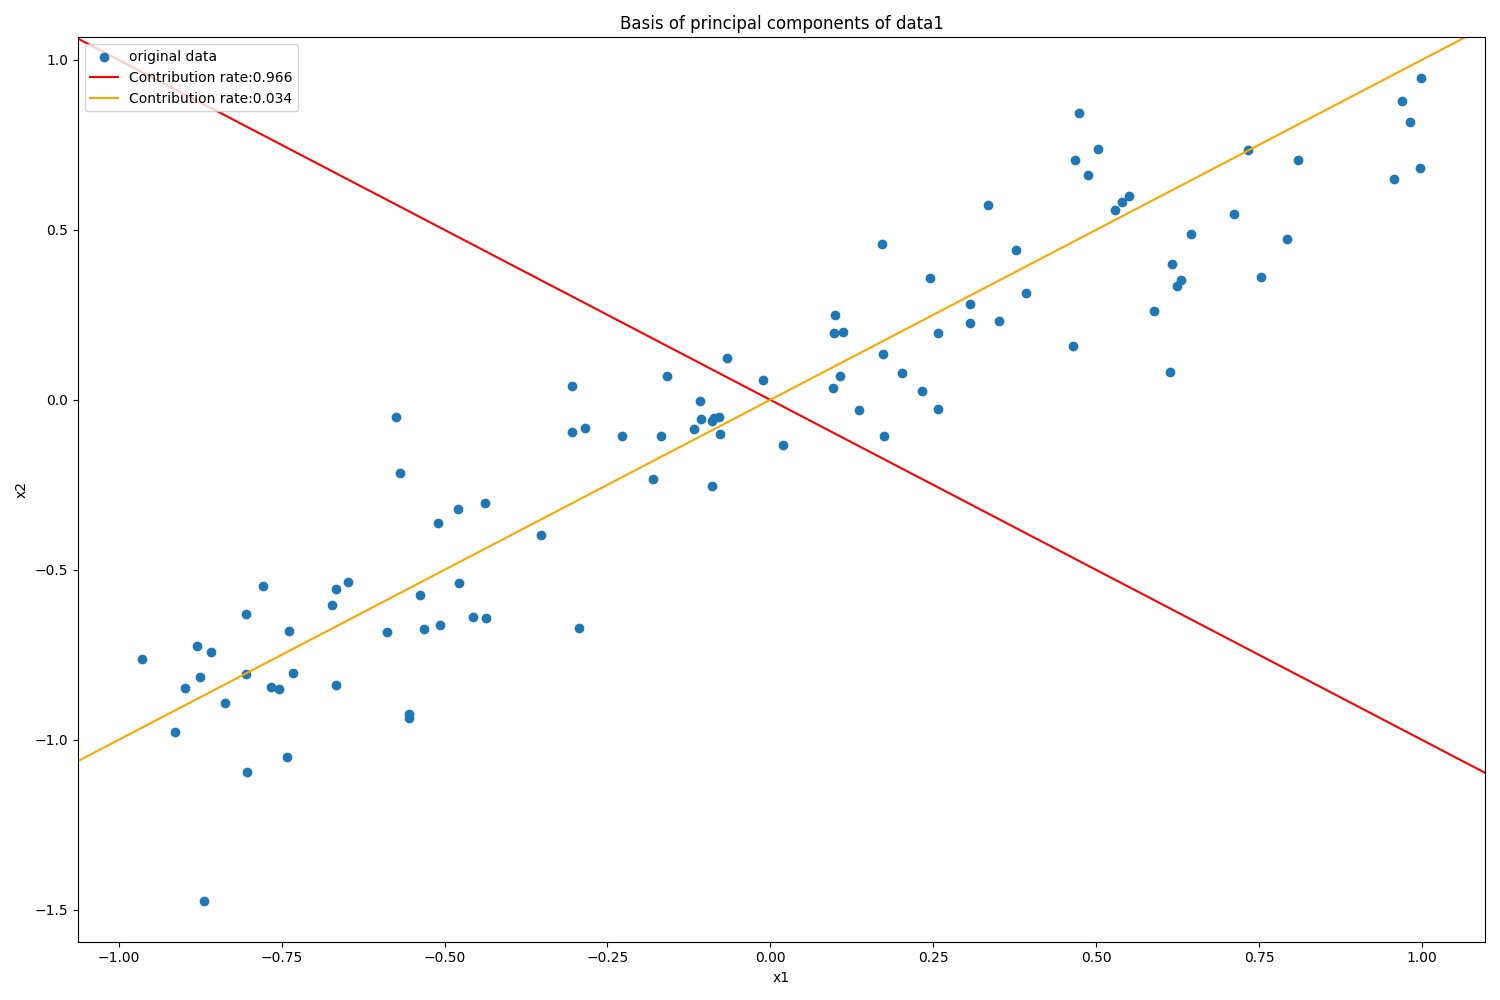 Basis of principal components of data1
original data
Contribution rate:0.966
Contribution rate:0.034
1.0
0.5
0.0
−0.5
−1.0
−1.5
x2
−1.00 −0.75 −0.50 −0.25 0.00 0.25 0.50 0.75 1.00
x1